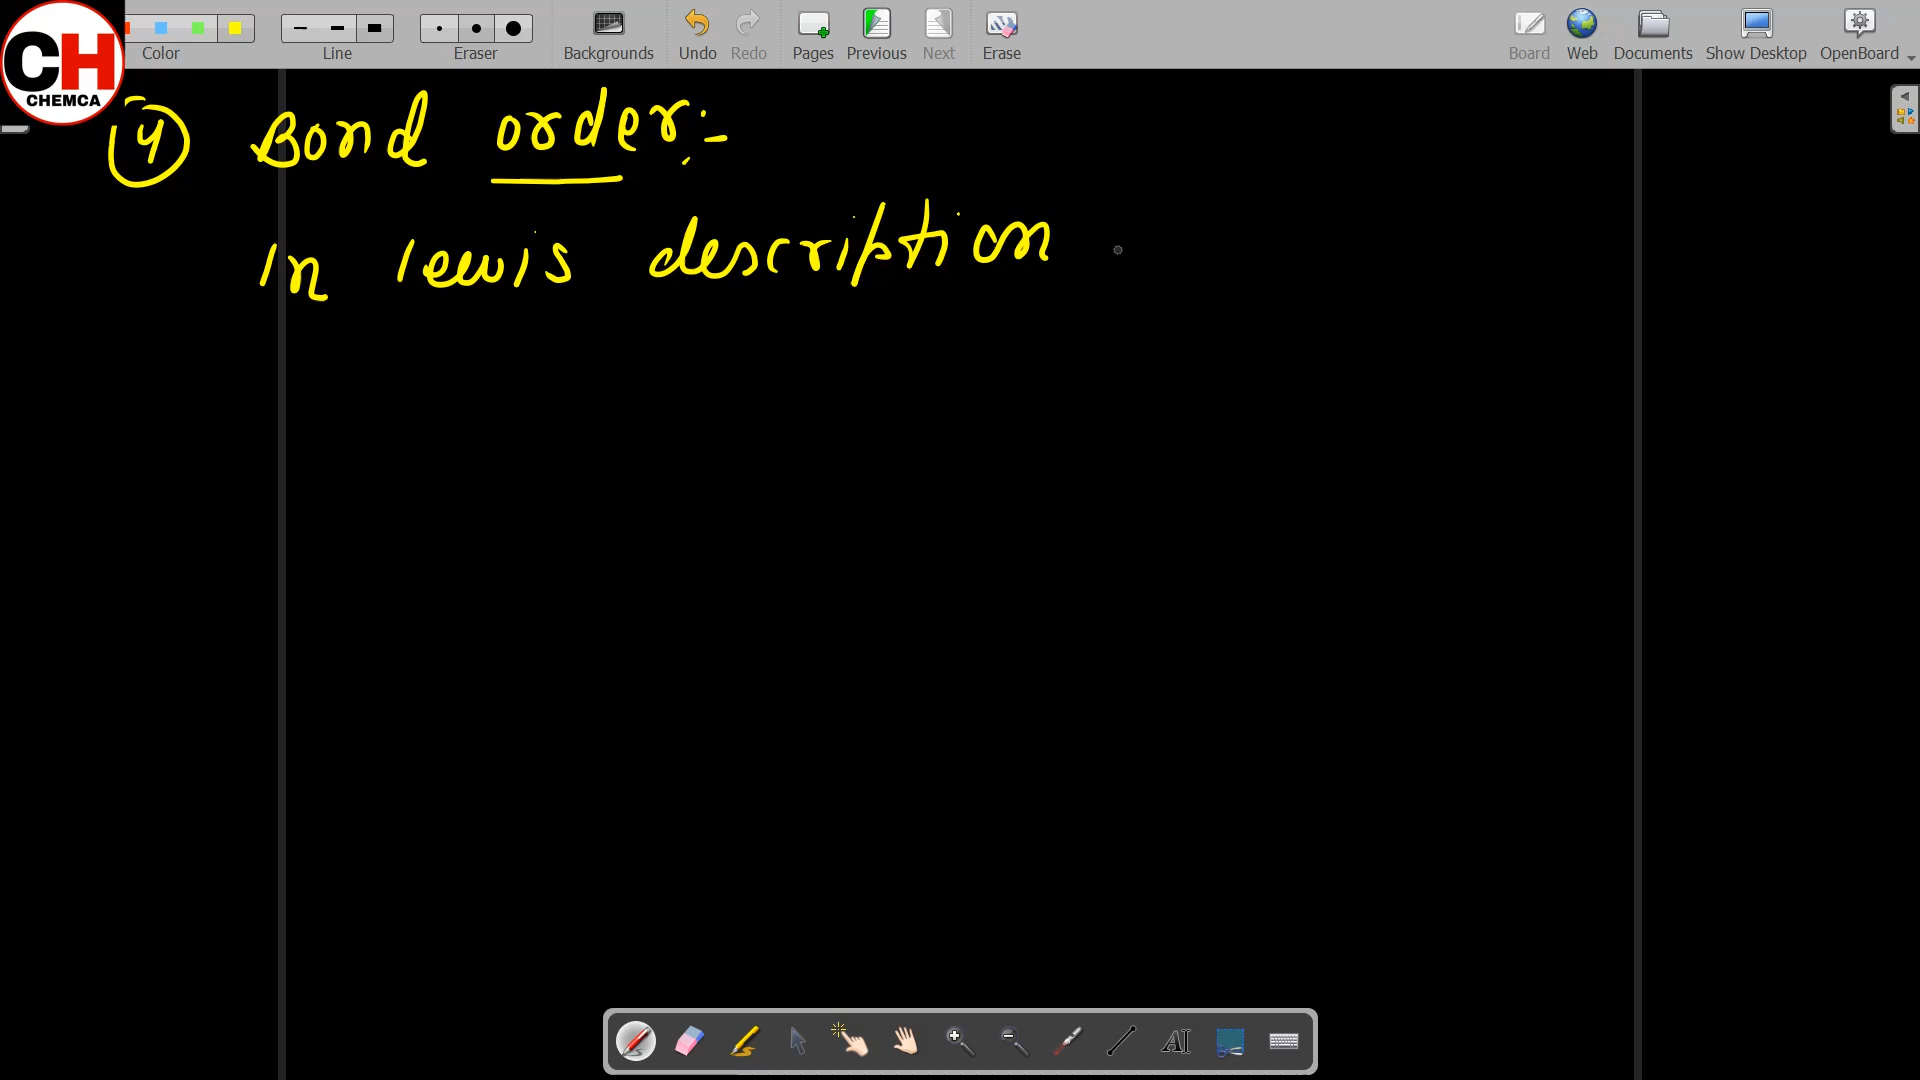 CH
CHEMCA
Color
Line
Eraser
Backgrounds
Undo
Redo
Pages
Previous
Next
Erase
Board
Web
Documents
Show Desktop
OpenBoard
4 Bond order:-
In lewis description
AI